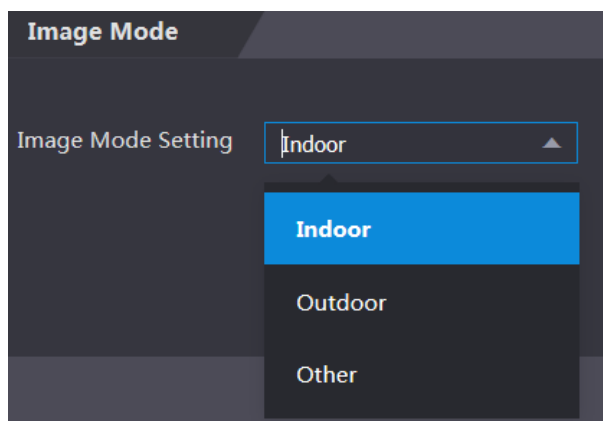 Image Mode
Image Mode Setting Indoor
Indoor
Outdoor
Other